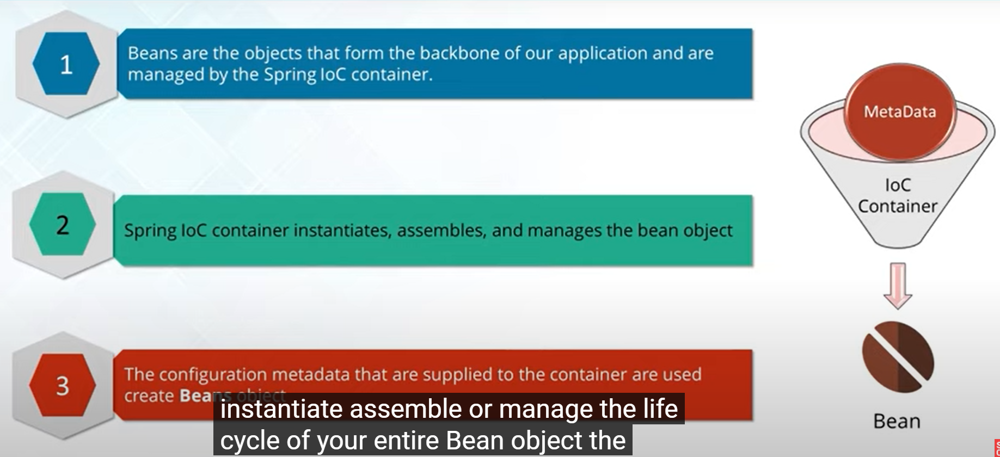 1
Beans are the objects that form the backbone of our application and are
managed by the Spring IoC container.
2
Spring IoC container instantiates, assembles, and manages the bean object
3
The configuration metadata that are supplied to the container are used
create Beans object
instantiate assemble or manage the life
cycle of your entire Bean object the
MetaData
IoC
Container
Bean